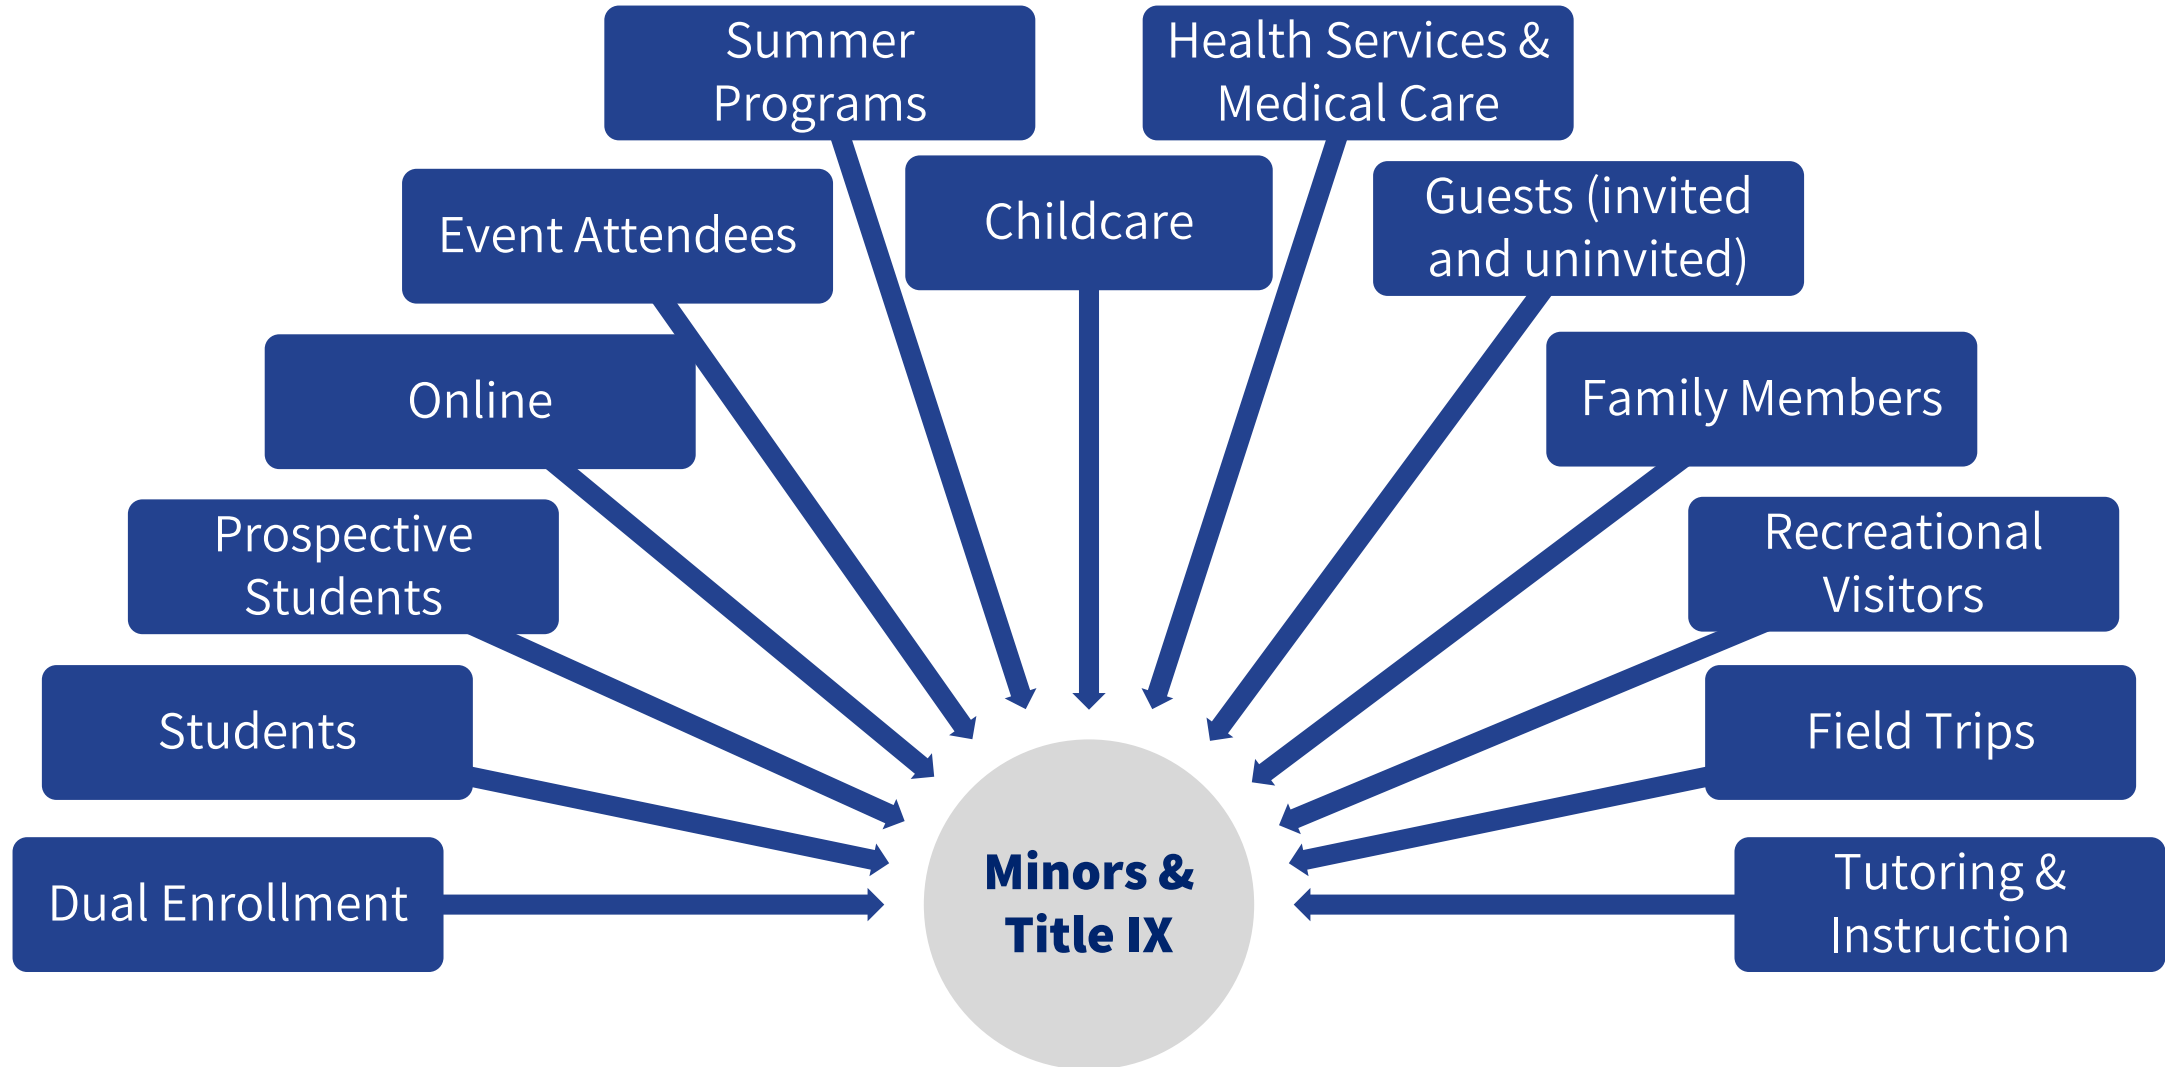 Summer
Programs
Health Services &
Medical Care
Event Attendees
Childcare
Guests (invited
and uninvited)
Online
Family Members
Prospective
Students
Recreational
Visitors
Students
Field Trips
Dual Enrollment
Minors &
Title IX
Tutoring &
Instruction